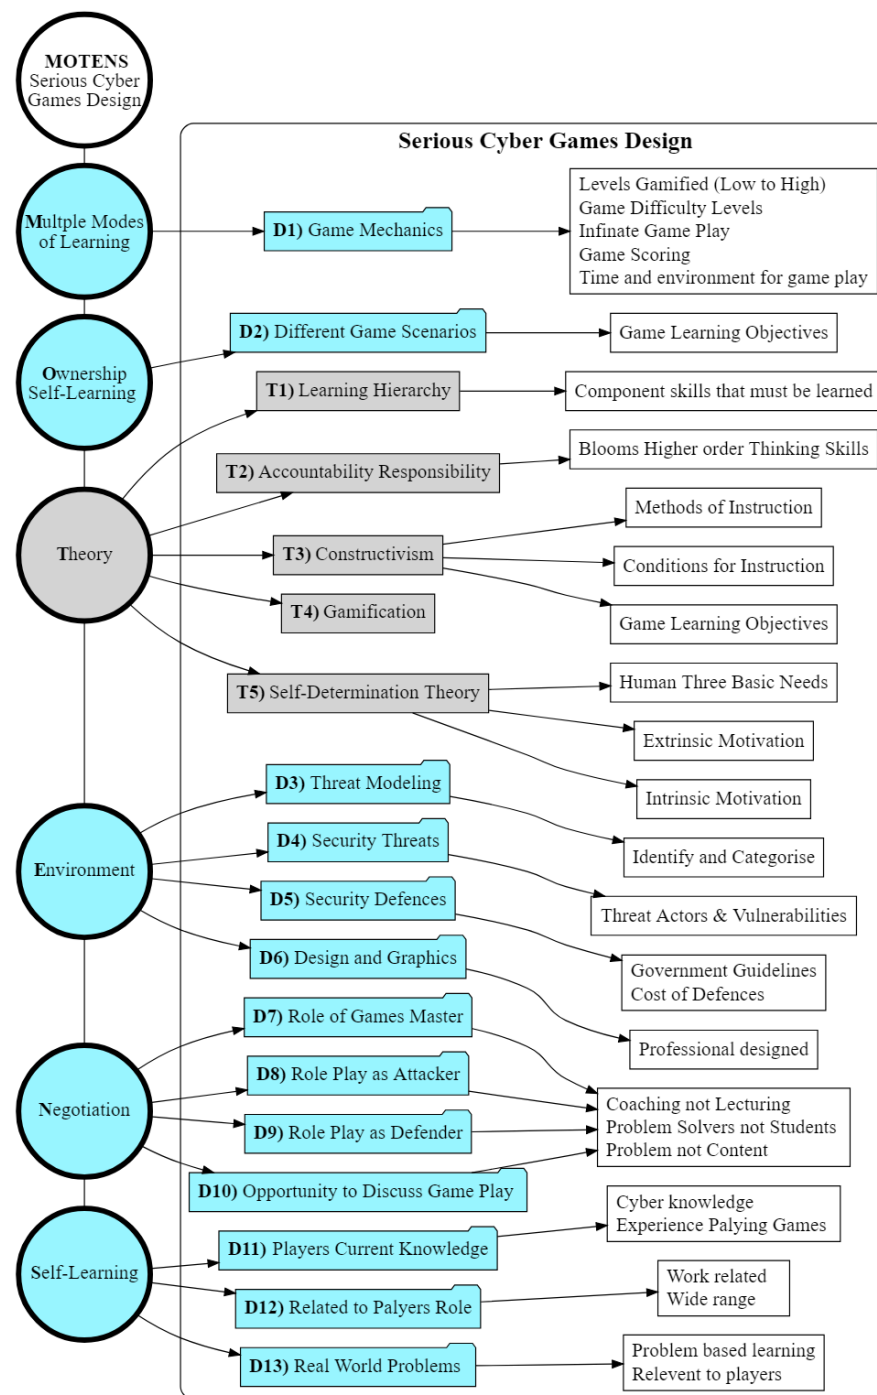 MOTENS
Serious Cyber
Games Design
Serious Cyber Games Design
Multple Modes
of Learning
D1) Game Mechanics
Levels Gamified (Low to High)
Game Difficulty Levels
Infinate Game Play
Game Scoring
Time and environment for game play
Ownership
Self-Learning
D2) Different Game Scenarios
Game Learning Objectives
Theory
T1) Learning Hierarchy
Component skills that must be learned
T2) Accountability Responsibility
Blooms Higher order Thinking Skills
T3) Constructivism
Methods of Instruction
Conditions for Instruction
Game Learning Objectives
T4) Gamification
T5) Self-Determination Theory
Human Three Basic Needs
Extrinsic Motivation
Intrinsic Motivation
Environment
D3) Threat Modeling
Identify and Categorise
D4) Security Threats
Threat Actors & Vulnerabilities
D5) Security Defences
Government Guidelines
Cost of Defences
D6) Design and Graphics
Professional designed
Negotiation
D7) Role of Games Master
D8) Role Play as Attacker
D9) Role Play as Defender
D10) Opportunity to Discuss Game Play
Coaching not Lecturing
Problem Solvers not Students
Problem not Content
Self-Learning
D11) Players Current Knowledge
Cyber knowledge
Experience Palying Games
D12) Related to Palyers Role
Work related
Wide range
D13) Real World Problems
Problem based learning
Relevent to players